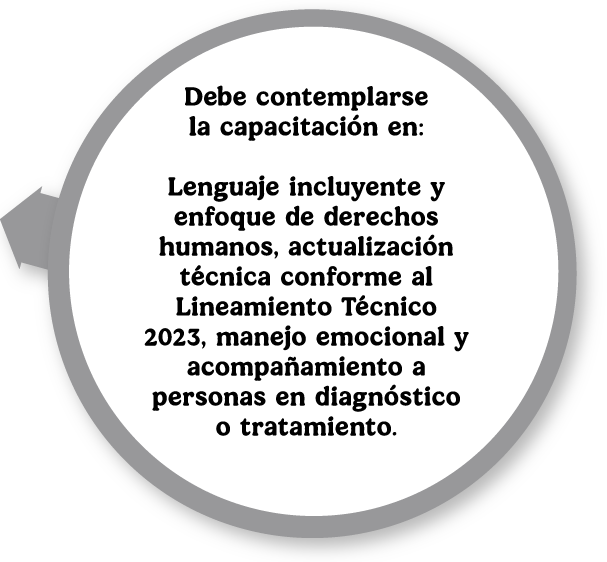 Debe contemplarse
la capacitación en:
Lenguaje incluyente y
enfoque de derechos
humanos, actualización
técnica conforme al
Lineamiento Técnico
2023, manejo emocional y
acompañamiento a
personas en diagnóstico
o tratamiento.